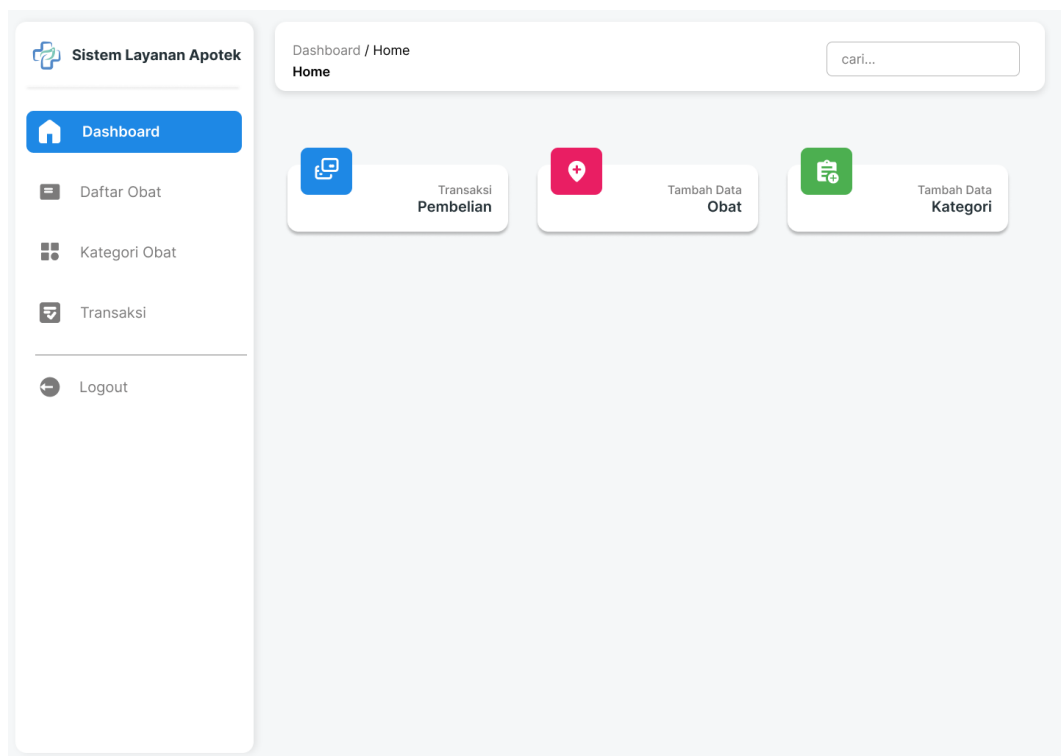 Sistem Layanan Apotek
Dashboard
Daftar Obat
Kategori Obat
Transaksi
Logout
Dashboard / Home
Home
cari...
Transaksi
Pembelian
Tambah Data
Obat
Tambah Data
Kategori